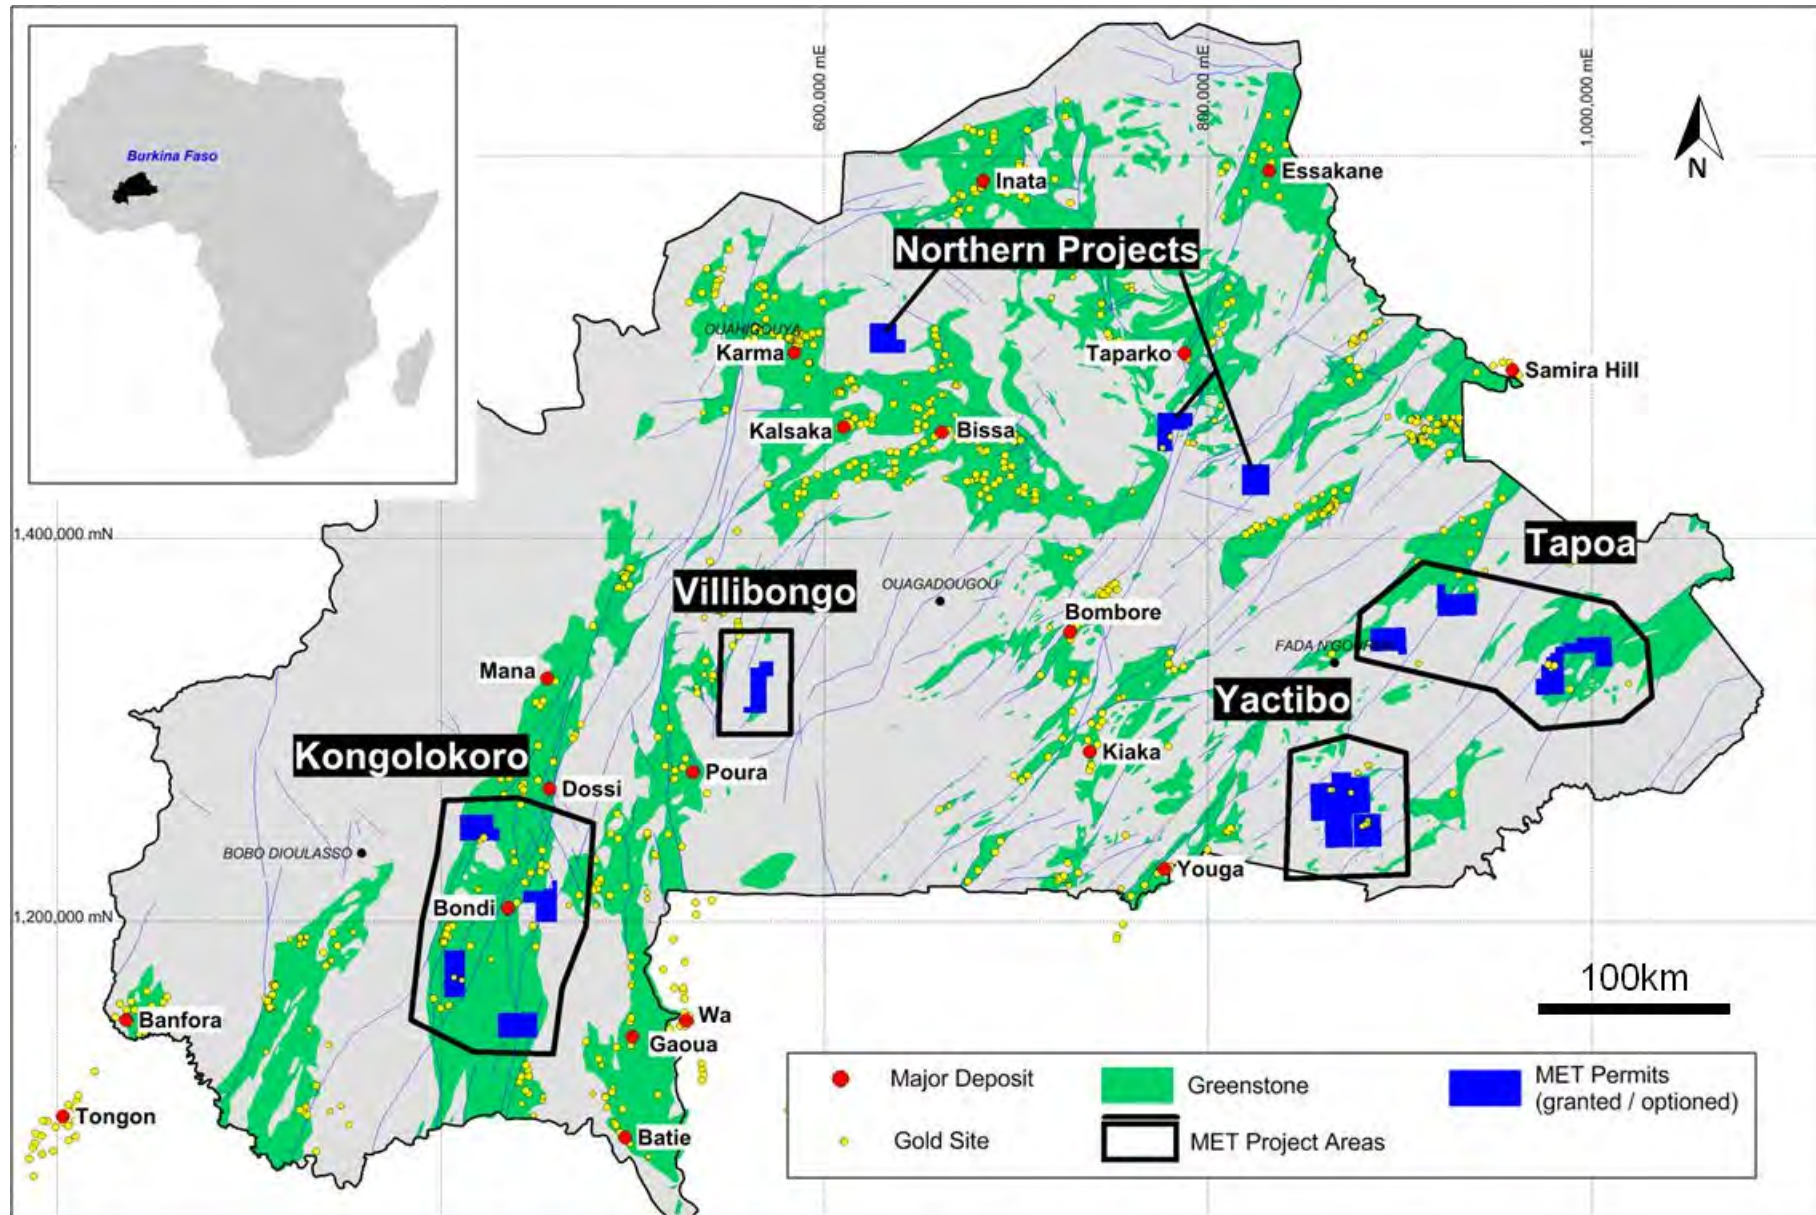 Burkina Faso
600,000 mE
800,000 mE
1,000,000 mE
N
Inata
Essakane
Northern Projects
OUAHIGOUYA
Karma
Taparko
Samira Hill
Kalsaka
Bissa
1,400,000 mN
Tapoa
Villibongo
OUAGADOUGOU
Bombore
FADA N'GOURE
Mana
Yactibo
Kongolokoro
Kiaka
Poura
Dossi
BOBO DIOULASSO
Youga
Bondi
1,200,000 mN
100km
Banfora
Wa
Gaoua
Major Deposit
Greenstone
MET Permits
(granted / optioned)
Tongon
Batie
Gold Site
MET Project Areas